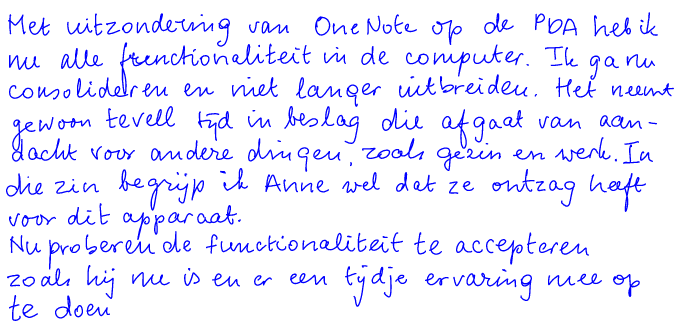 Met uitzondering van OneNote op de PDA heb ik
nu alle functionaliteit in de computer. Ik ga nu
consolideren en niet langer uitbreiden. Het neemt
gewoon tevell tijd in beslag die afgaat van aan-
dacht voor andere dingen, zoals gezin en werk. In
die zin begrijp ik Anne wel dat ze ontzag heeft
voor dit apparaat.
Nu proberen de functionaliteit te accepteren
zoals hij nu is en er een tijdje ervaring mee op
te doen